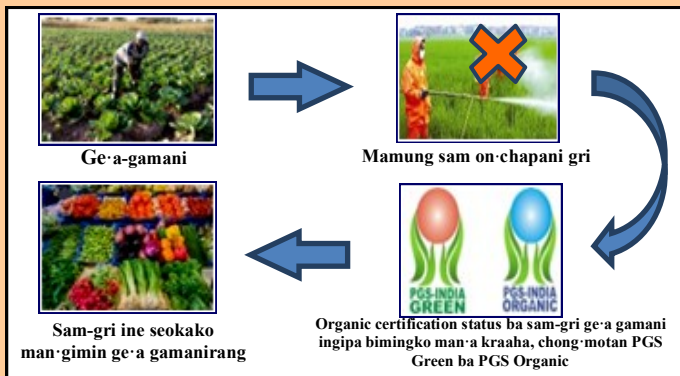 Ge·a-gamani
Mamung sam on·chapani gri
PGS-INDIA
GREEN
PGS-INDIA
ORGANIC
Organic certification status ba sam-gri ge·a gamani
ingipa bimingko man·a kraaha, chong·motan PGS
Green ba PGS Organic
Sam-gri ine seokako
man·gimin ge·a gamanirang